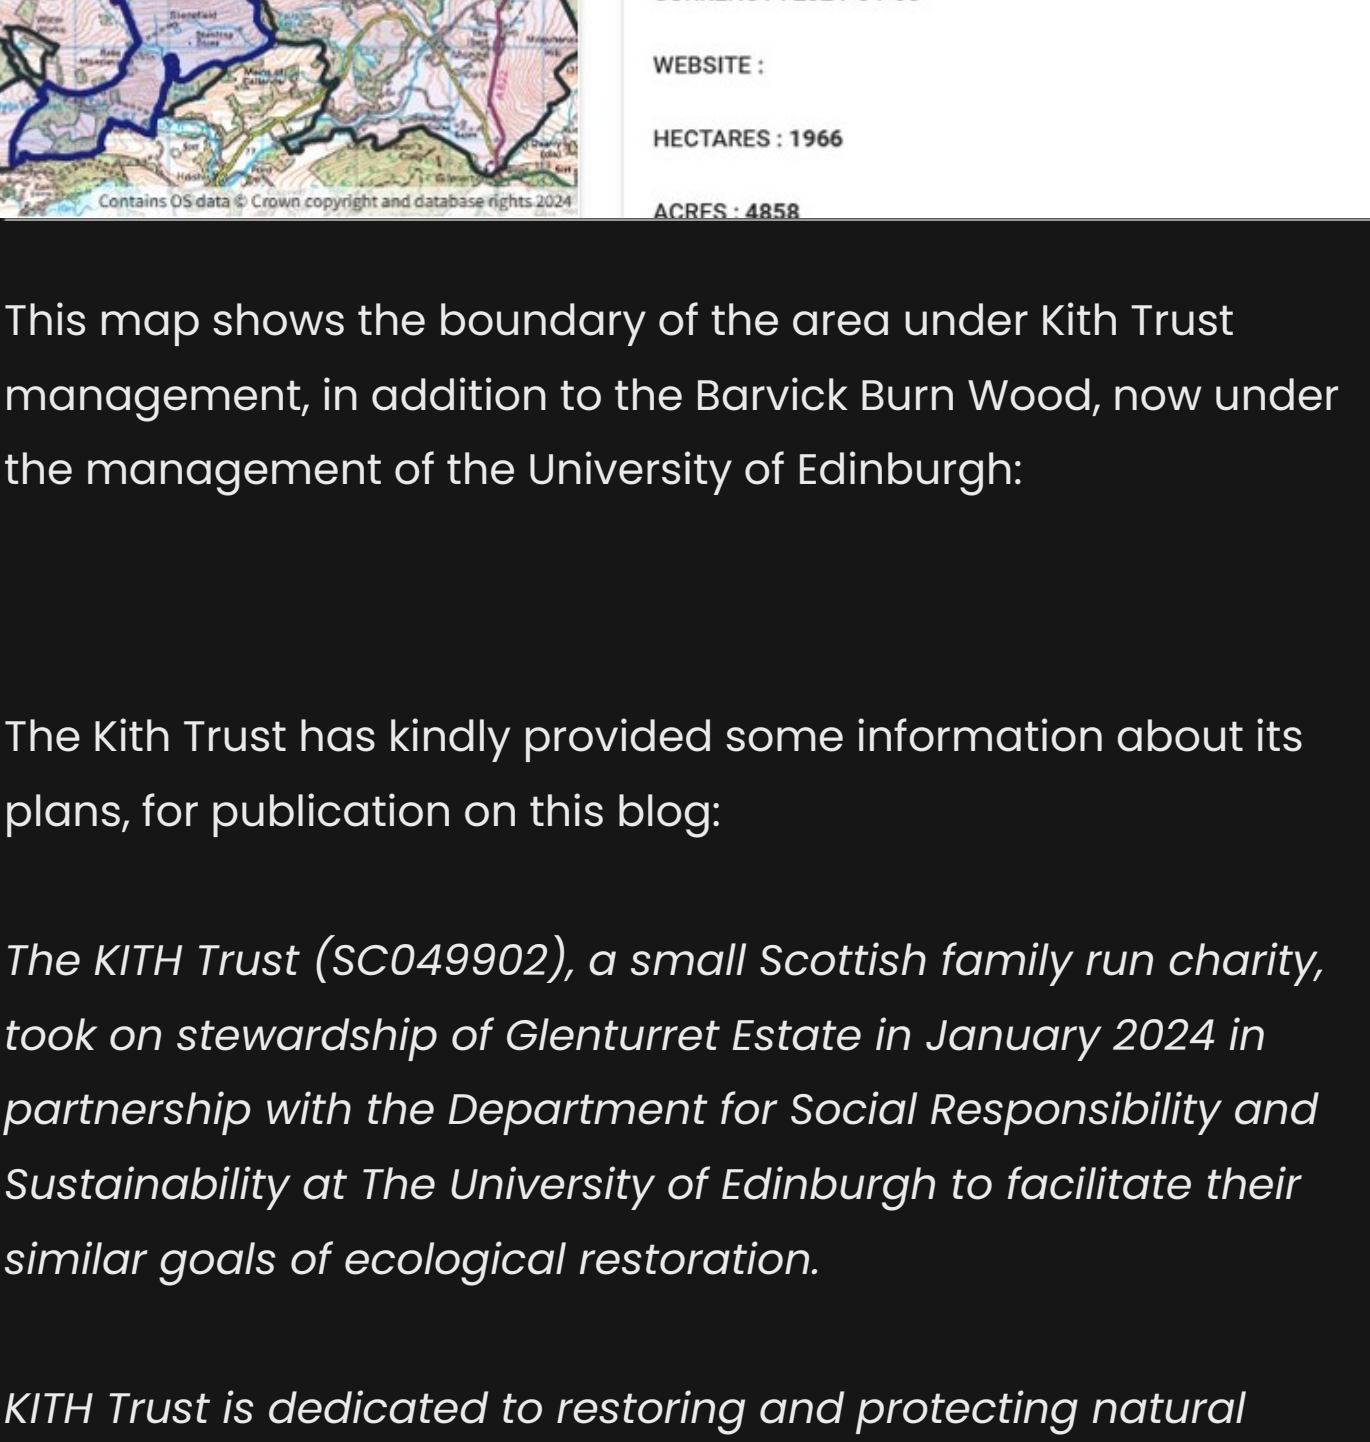 WEBSITE :
HECTARES : 1966
Contains OS data © Crown copyright and database rights 2024
ACRES : 4858
This map shows the boundary of the area under Kith Trust
management, in addition to the Barvick Burn Wood, now under
the management of the University of Edinburgh:
The Kith Trust has kindly provided some information about its
plans, for publication on this blog:
The KITH Trust (SC049902), a small Scottish family run charity,
took on stewardship of Glenturret Estate in January 2024 in
partnership with the Department for Social Responsibility and
Sustainability at The University of Edinburgh to facilitate their
similar goals of ecological restoration.
KITH Trust is dedicated to restoring and protecting natural